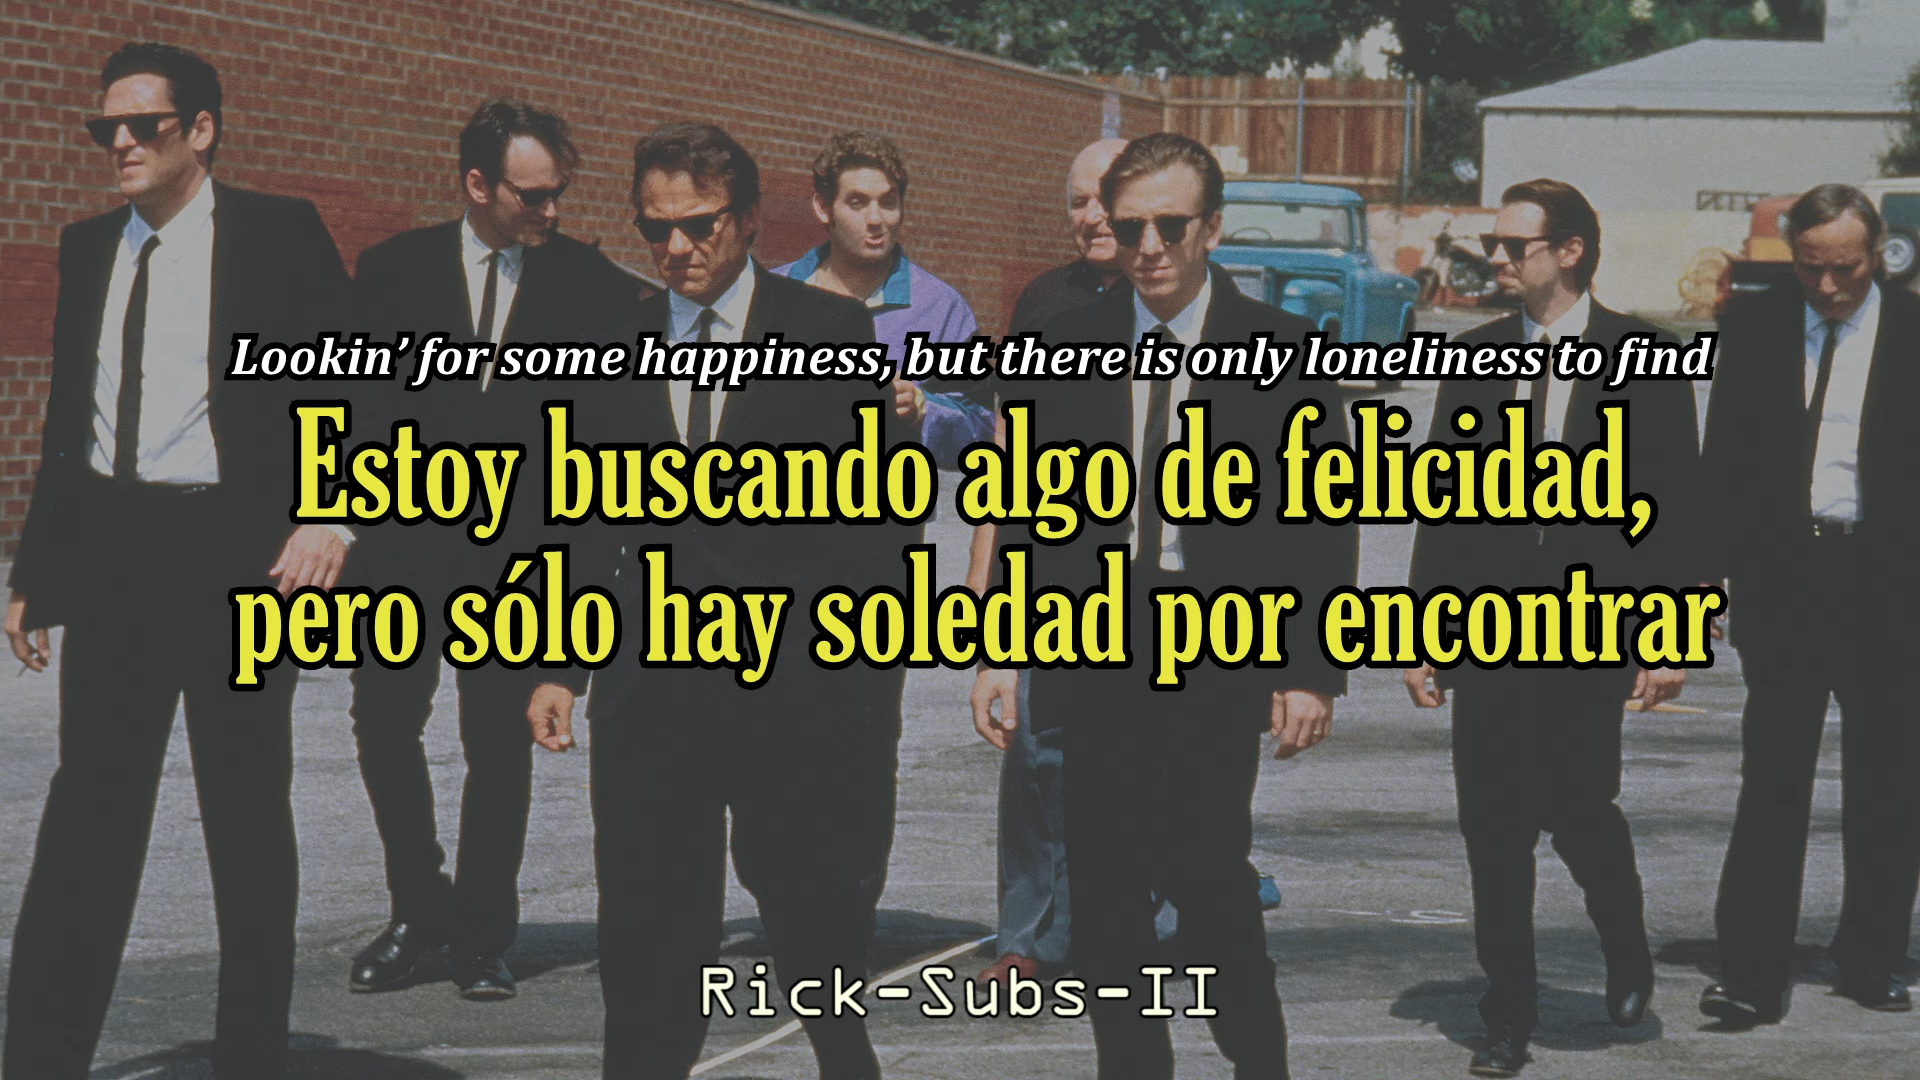 Lookin’ for some happiness, but there is only loneliness to find
Estoy buscando algo de felicidad,
pero sólo hay soledad por encontrar
Rick-Subs-II